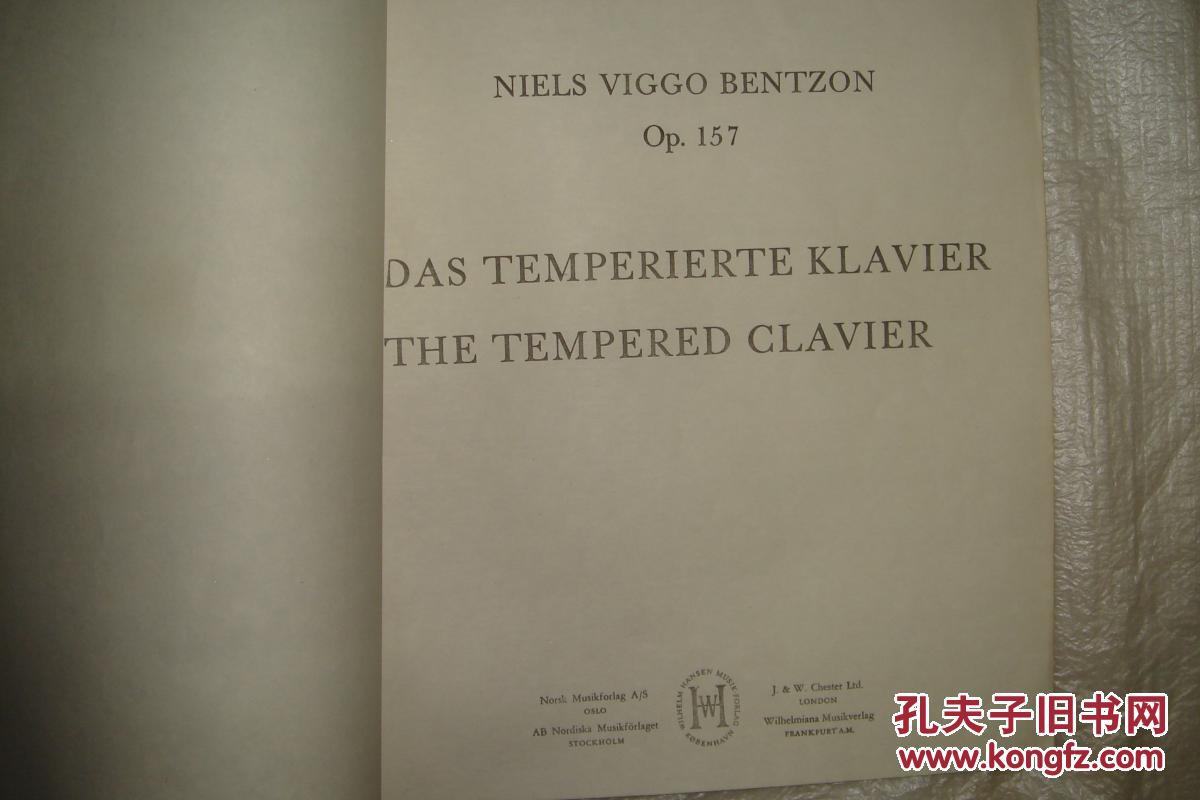 NIELS VIGGO BENTZON
Op. 157
DAS TEMPERIERTE KLAVIER
THE TEMPERED CLAVIER
Norsk Musikforlag A/S
OSLO
AB Nordiska Musikförlaget
STOCKHOLM
WILHELM HANSEN MUSIK-FORLAG
KØBENHAVN
WH
J. & W. Chester Ltd.
LONDON
Wilhelmiana Musikverlag
FRANKFURT A.M.
孔夫子旧书网
www.kongfz.com